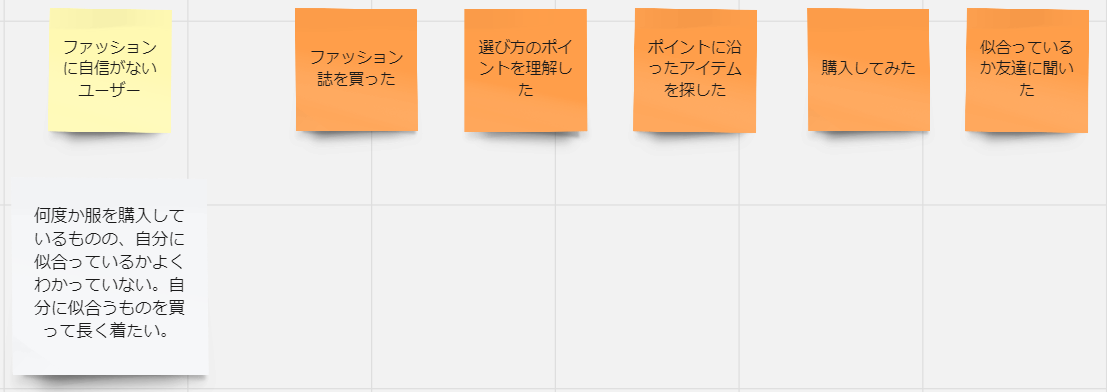 ファッション
に自信がない
ユーザー
ファッション
誌を買った
選び方のポイ
ントを理解し
た
ポイントに沿
ったアイテム
を探した
購入してみた
似合っている
か友達に聞い
た
何度か服を購入して
いるものの、自分に
似合っているかよく
わかっていない。自
分に似合うものを買
って長く着たい。